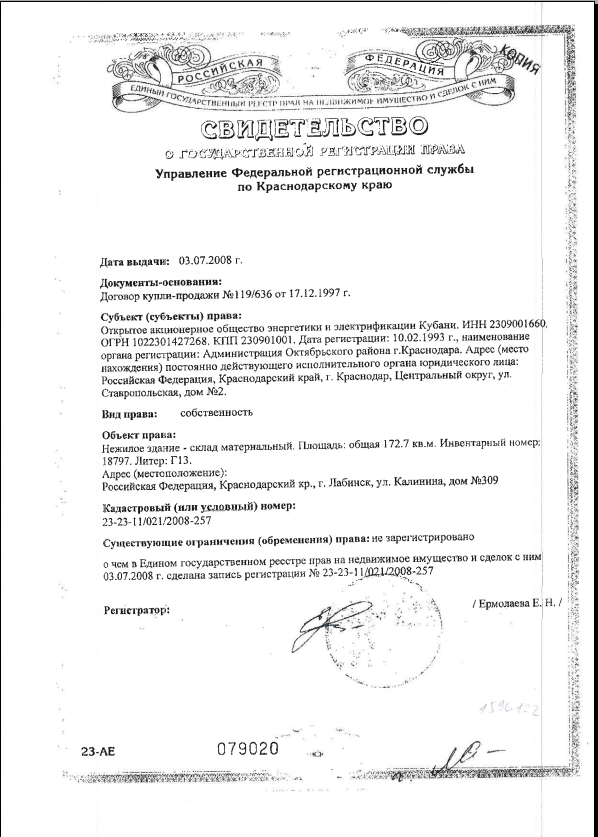 КОПИЯ
РОССИЙСКАЯ ФЕДЕРАЦИЯ
ЕДИНЫЙ ГОСУДАРСТВЕННЫЙ РЕЕСТР ПРАВ НА НЕДВИЖИМОЕ ИМУЩЕСТВО И СДЕЛОК С НИМ
СВИДЕТЕЛЬСТВО
О ГОСУДАРСТВЕННОЙ РЕГИСТРАЦИИ ПРАВА
Управление Федеральной регистрационной службы
по Краснодарскому краю
Дата выдачи: 03.07.2008 г.
Документы-основания:
Договор купли-продажи №119/636 от 17.12.1997 г.
Субъект (субъекты) права:
Открытое акционерное общество энергетики и электрификации Кубани. ИНН 2309001660,
ОГРН 1022301427268. КПП 230901001. Дата регистрации: 10.02.1993 г., наименование
органа регистрации: Администрация Октябрьского района г.Краснодара. Адрес (место
нахождения) постоянно действующего исполнительного органа юридического лица:
Российская Федерация, Краснодарский край, г. Краснодар, Центральный округ, ул.
Ставропольская, дом №2.
Вид права: собственность
Объект права:
Нежилое здание - склад материальный. Площадь: общая 172.7 кв.м. Инвентарный номер:
18797. Литер: Г13.
Адрес (местоположение):
Российская Федерация, Краснодарский кр., г. Лабинск, ул. Калинина, дом №309
Кадастровый (или условный) номер:
23-23-11/021/2008-257
Существующие ограничения (обременения) права: не зарегистрировано
о чем в Едином государственном реестре прав на недвижимое имущество и сделок с ним
03.07.2008 г. сделана запись регистрации № 23-23-11/021/2008-257
Регистратор: / Ермолаева Е. Н. /
23-АЕ 079020